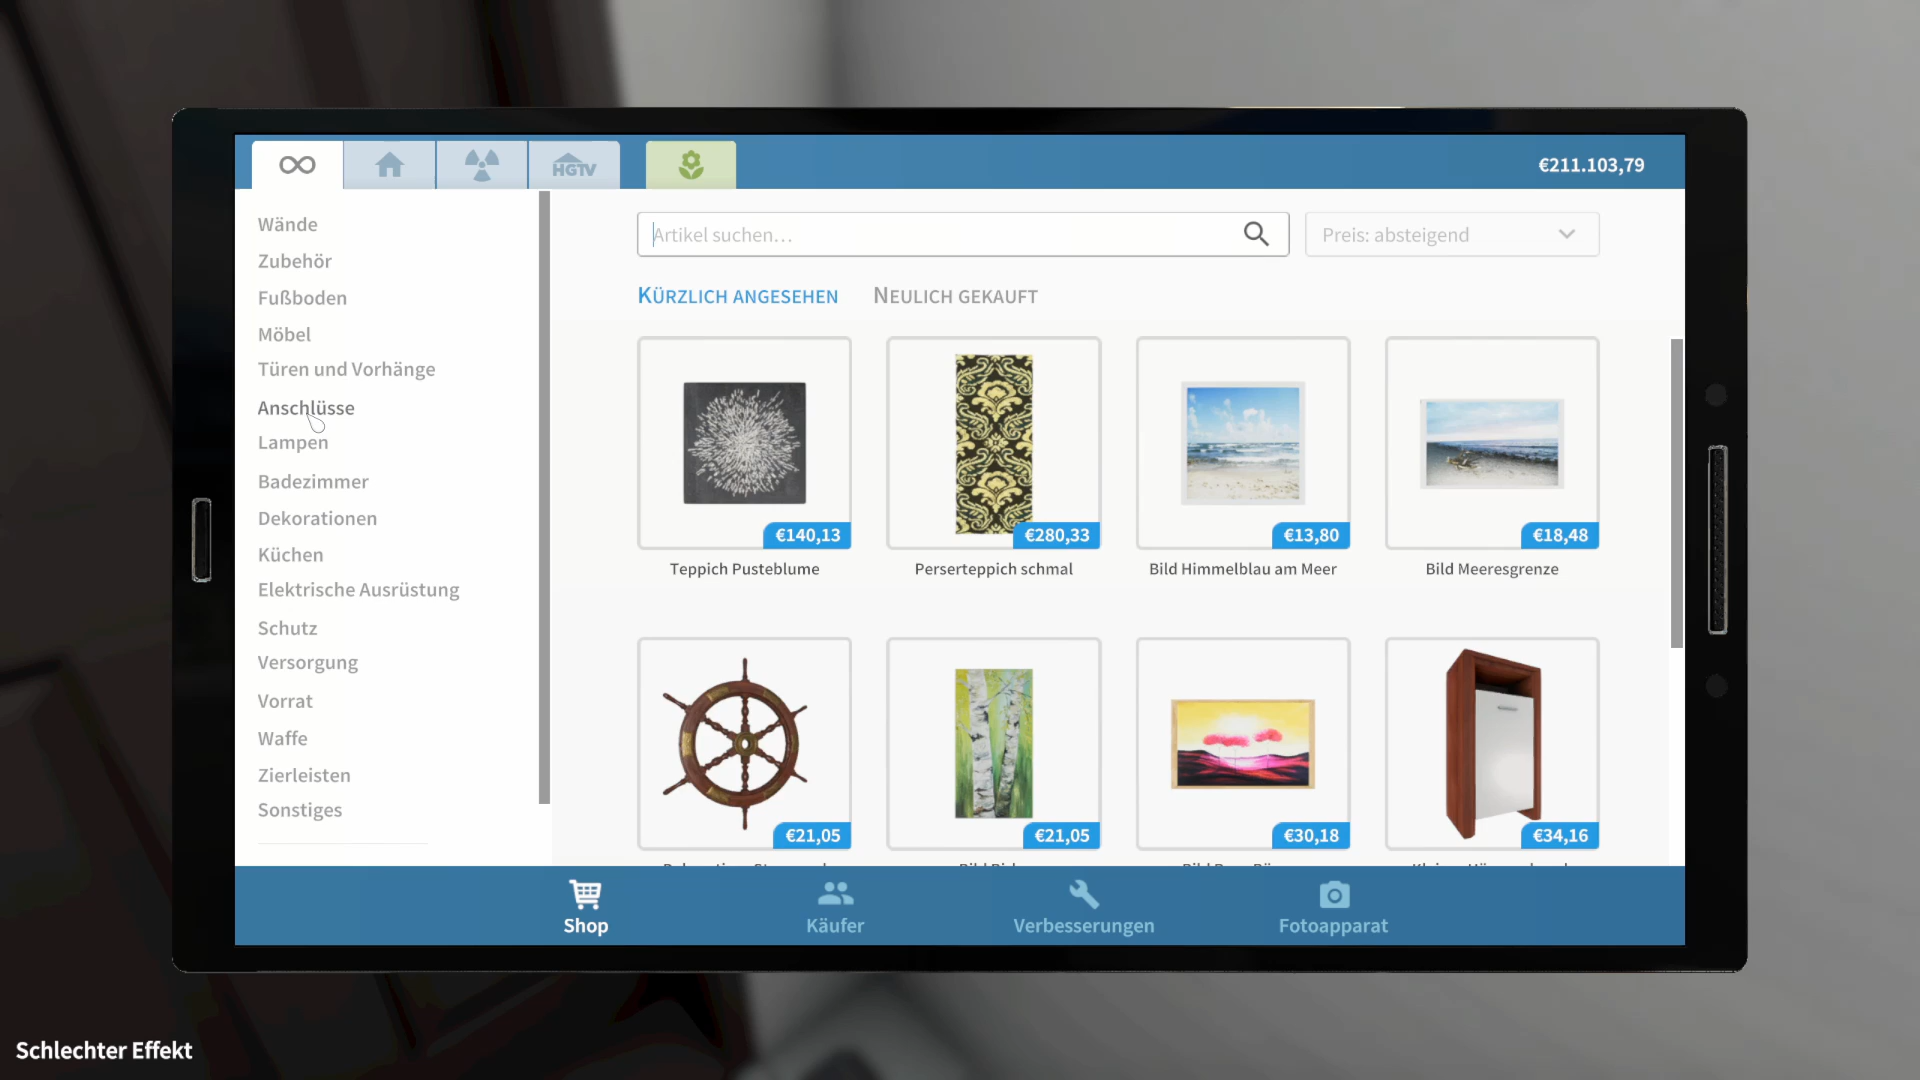 HGTV
€211.103,79
Wände
Zubehör
Fußboden
Möbel
Türen und Vorhänge
Anschlüsse
Lampen
Badezimmer
Dekorationen
Küchen
Elektrische Ausrüstung
Schutz
Versorgung
Vorrat
Waffe
Zierleisten
Sonstiges
Artikel suchen...
Preis: absteigend
KÜRZLICH ANGESEHEN
NEULICH GEKAUFT
€140,13
€280,33
€13,80
€18,48
Teppich Pusteblume
Perserteppich schmal
Bild Himmelblau am Meer
Bild Meeresgrenze
€21,05
€21,05
€30,18
€34,16
Shop
Käufer
Verbesserungen
Fotoapparat
Schlechter Effekt